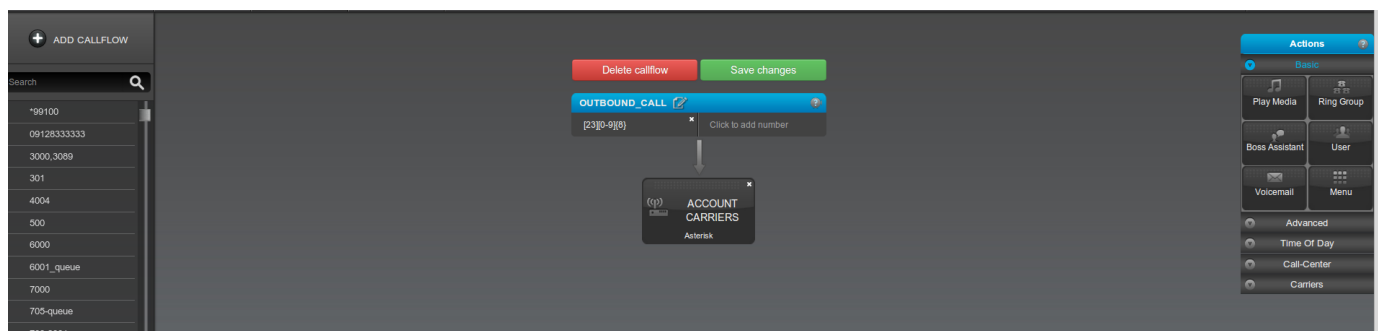 ADD CALLFLOW
Search
*99100
09128333333
3000,3089
301
4004
500
6000
6001_queue
7000
705-queue
Delete callflow Save changes
OUTBOUND_CALL
[23][0-9]{8} Click to add number
ACCOUNT
CARRIERS
Asterisk
Actions
Basic
Play Media Ring Group
Boss Assistant User
Voicemail Menu
Advanced
Time Of Day
Call-Center
Carriers